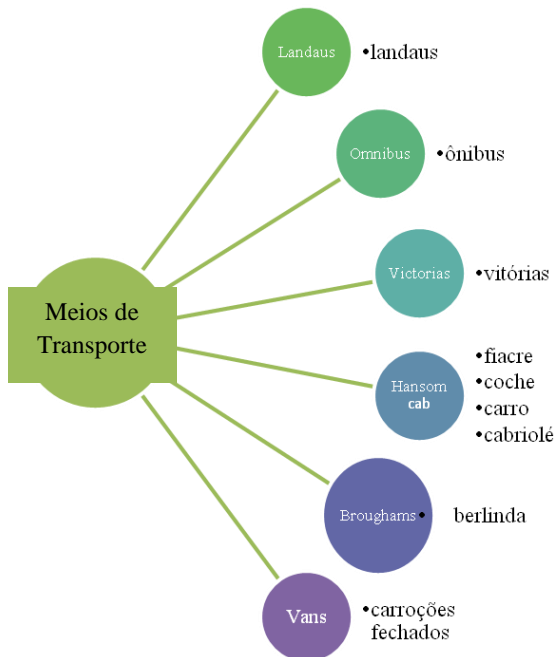 Landaus
•landaus
Omnibus
•ônibus
Victorias
•vitórias
Meios de
Transporte
Hansom
cab
•fiacre
•coche
•carro
•cabriolé
Broughams•
berlinda
Vans
•carroções
fechados